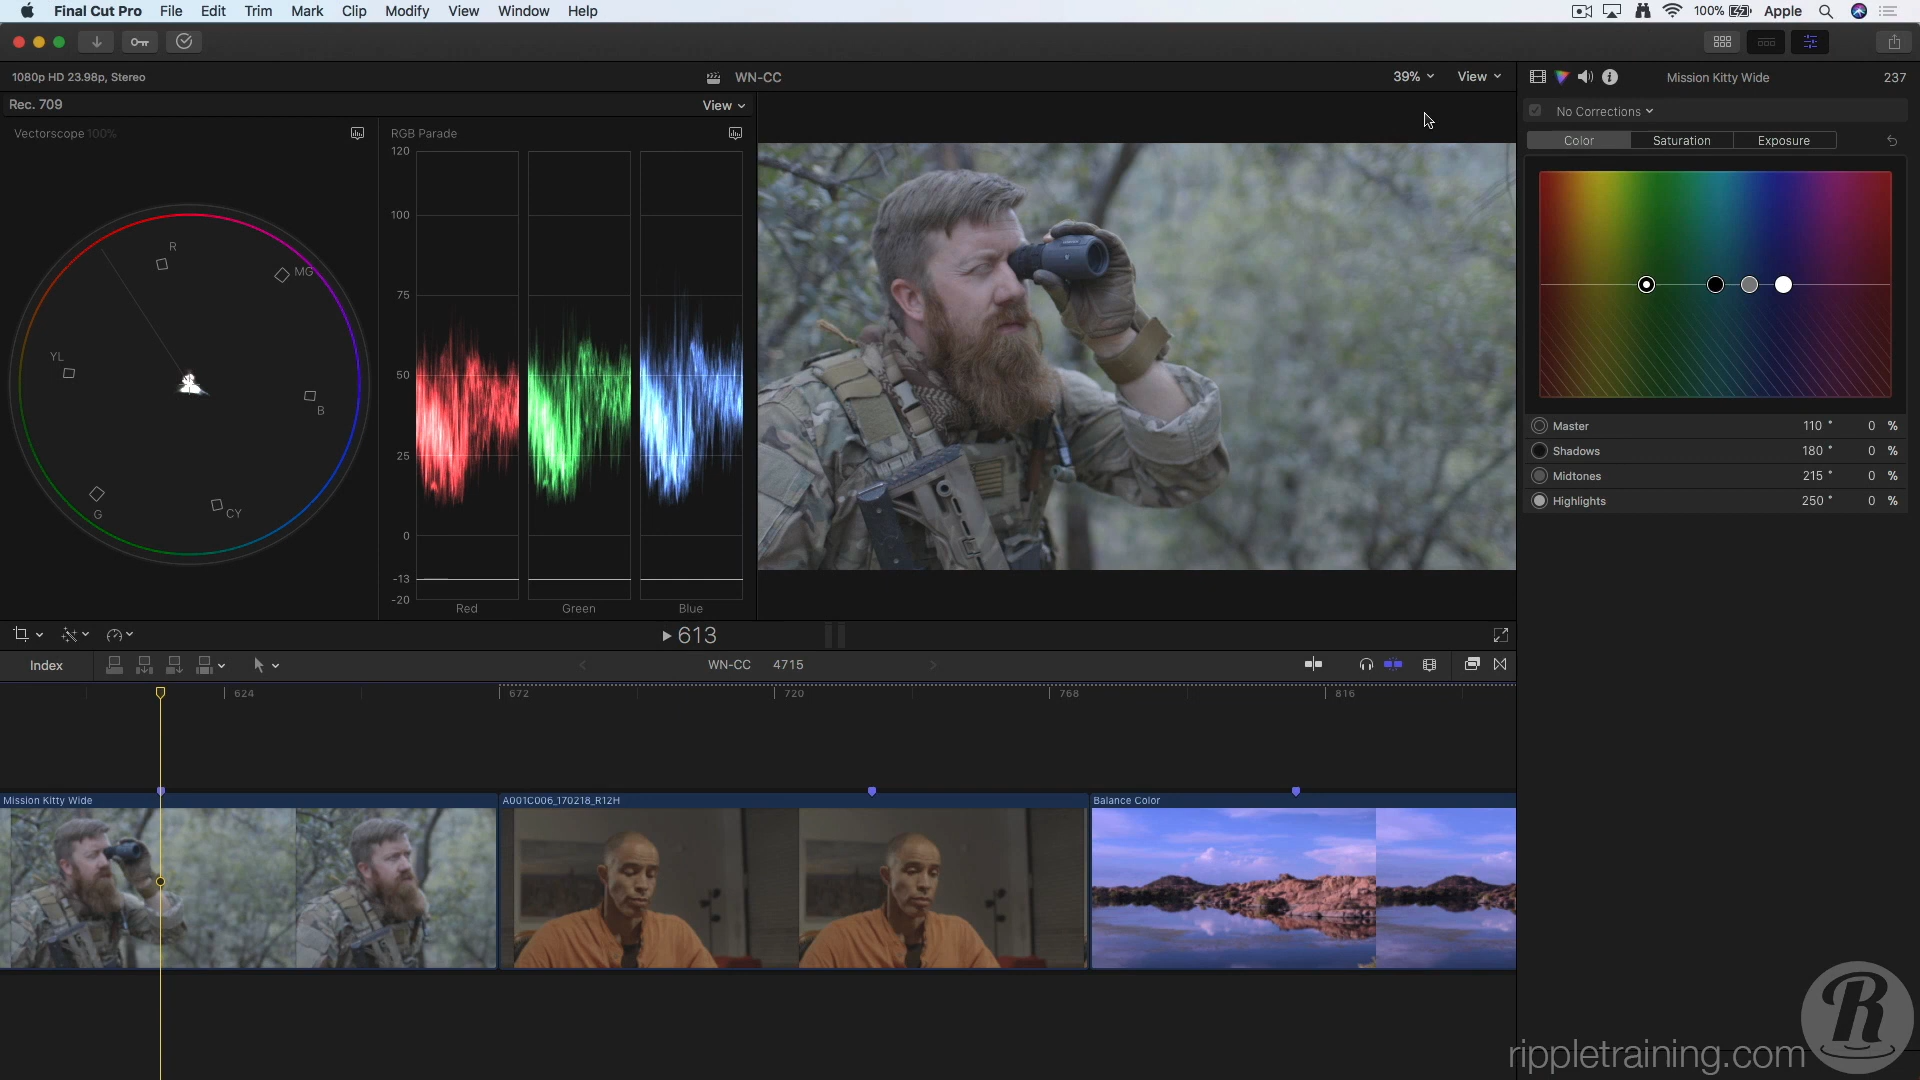 Final Cut Pro File Edit Trim Mark Clip Modify View Window Help 100% Apple
1080p HD 23.98p, Stereo WN-CC 39% View Mission Kitty Wide 237
Rec. 709 View No Corrections
Vectorscope 100% RGB Parade Color Saturation Exposure
120
100
75
50
25
0
-13
-20
R
MG
YL
B
G
CY
Red Green Blue
Master 110 ° 0 %
Shadows 180 ° 0 %
Midtones 215 ° 0 %
Highlights 250 ° 0 %
613
Index WN-CC 4715
624 672 720 768 816
Mission Kitty Wide A001C006_170218_R12H Balance Color
R
rippletraining.com